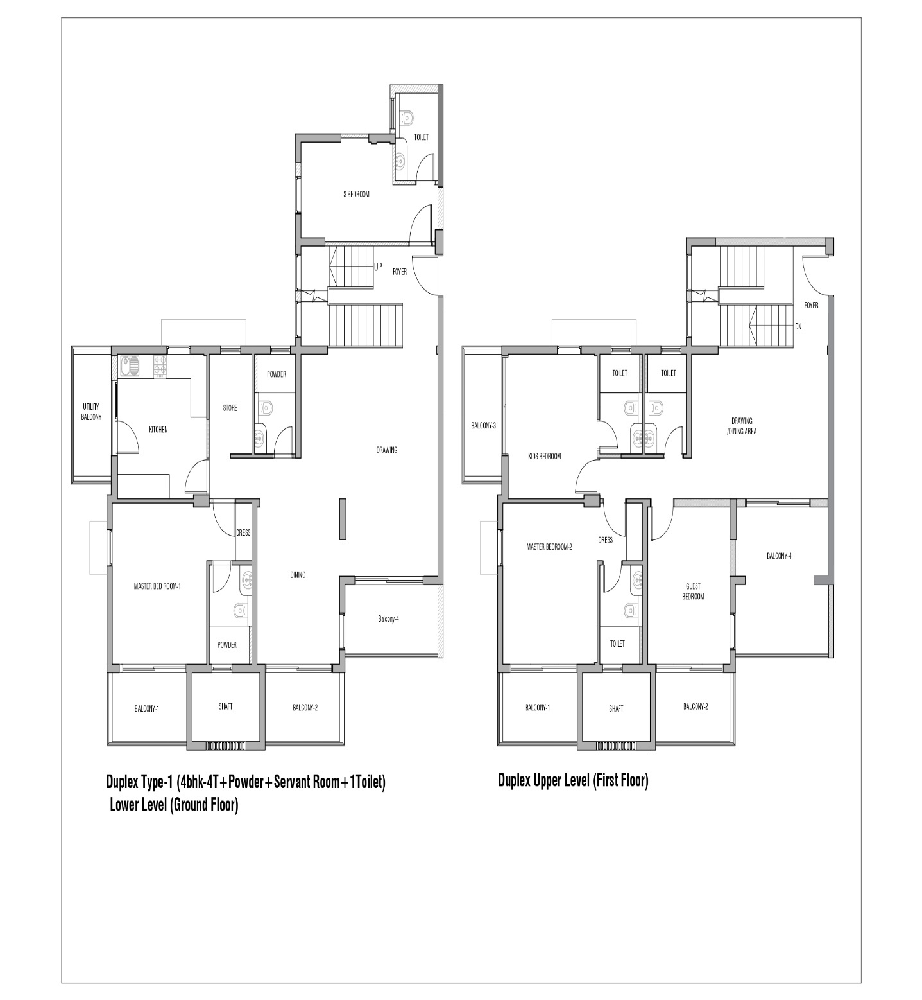 TOILET
S.BEDROOM
UP
FOYER
POWDER
STORE
UTILITY
BALCONY
KITCHEN
DRAWING
DRESS
DINING
MASTER BED ROOM-1
Balcony-4
POWDER
BALCONY-1
SHAFT
BALCONY-2
Duplex Type-1 (4bhk-4T+Powder+Servant Room+1Toilet)
Lower Level (Ground Floor)
FOYER
DN
TOILET
TOILET
BALCONY-3
DRAWING
/DINING AREA
KIDS BEDROOM
DRESS
MASTER BEDROOM-2
BALCONY-4
GUEST
BEDROOM
TOILET
BALCONY-1
SHAFT
BALCONY-2
Duplex Upper Level (First Floor)